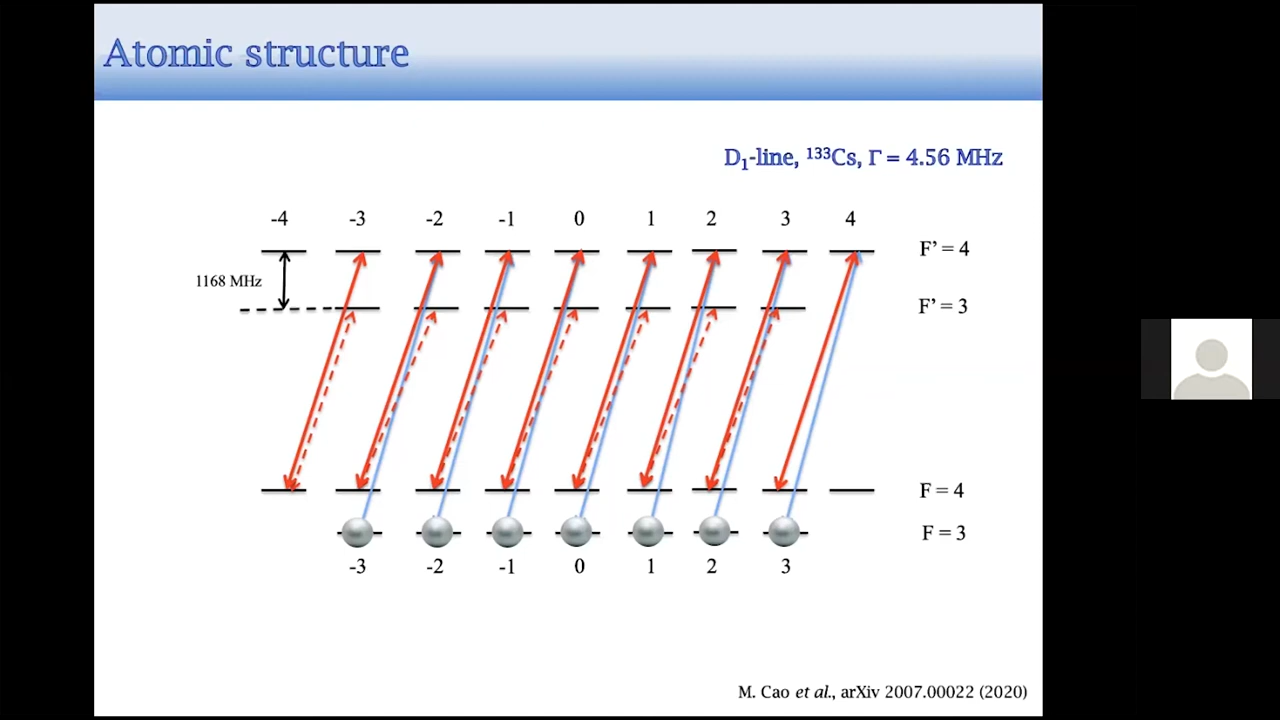 Atomic structure
D₁-line, ¹³³Cs, Γ = 4.56 MHz
-4 -3 -2 -1 0 1 2 3 4
F' = 4
1168 MHz
F' = 3
F = 4
F = 3
-3 -2 -1 0 1 2 3
M. Cao et al., arXiv 2007.00022 (2020)